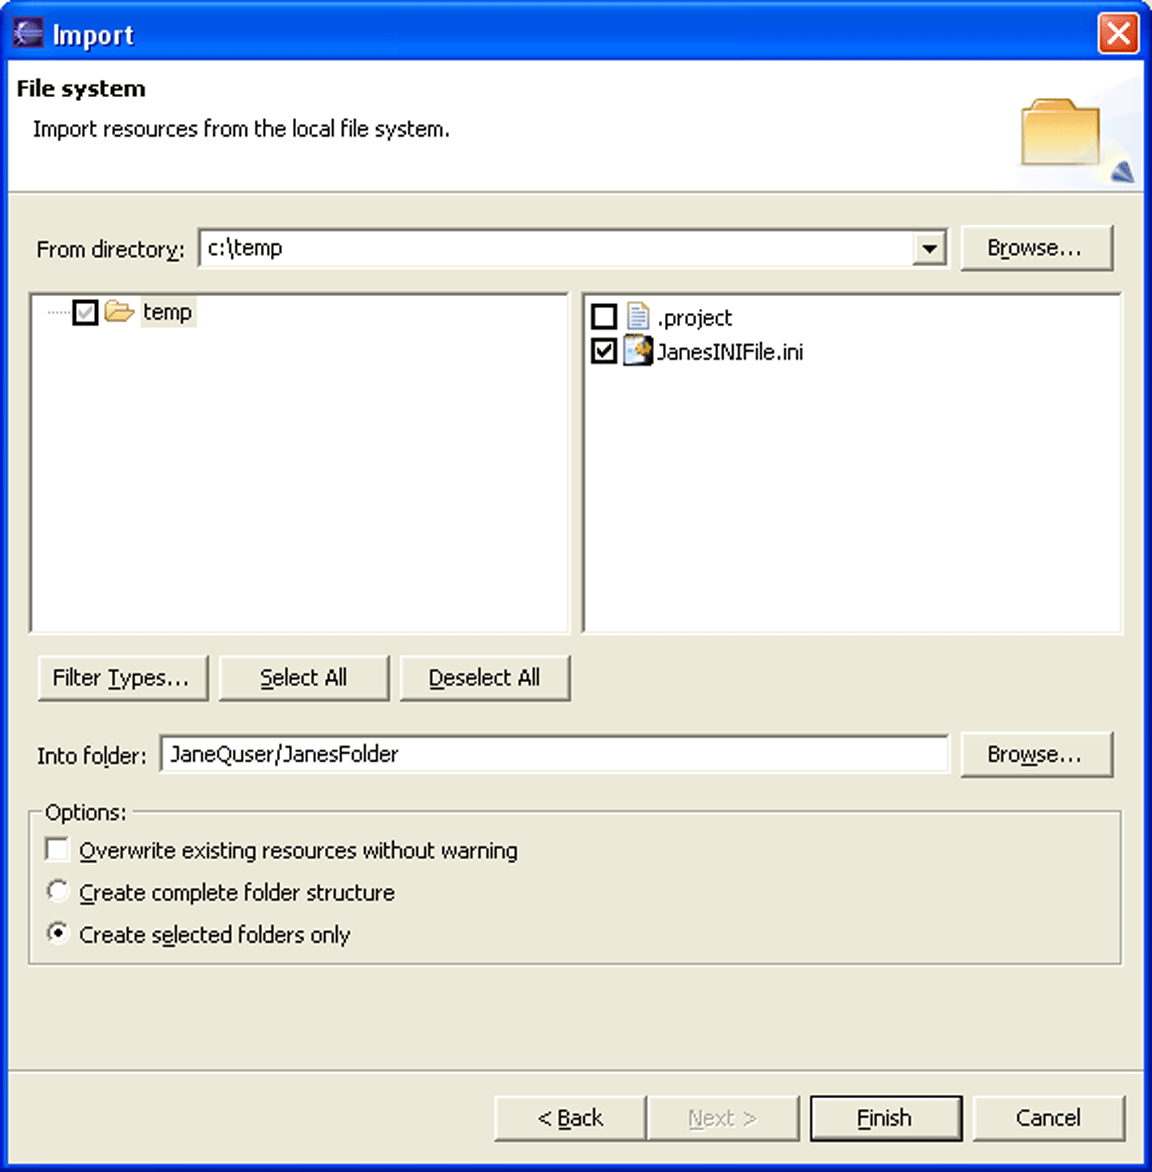 Import
File system
Import resources from the local file system.
From directory: c:\temp Browse...
temp
.project
JanesINIFile.ini
Filter Types... Select All Deselect All
Into folder: JaneQuser/JanesFolder Browse...
Options:
Overwrite existing resources without warning
Create complete folder structure
Create selected folders only
< Back Next > Finish Cancel